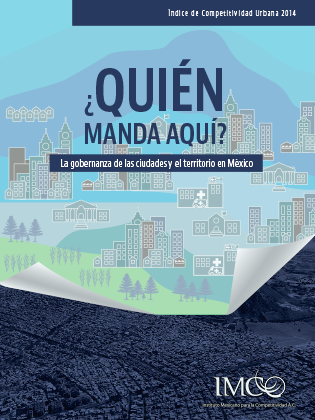 Índice de Competitividad Urbana 2014
¿QUIÉN
MANDA AQUÍ?
La gobernanza de las ciudades y el territorio en México
IMCO
Instituto Mexicano para la Competitividad A.C.